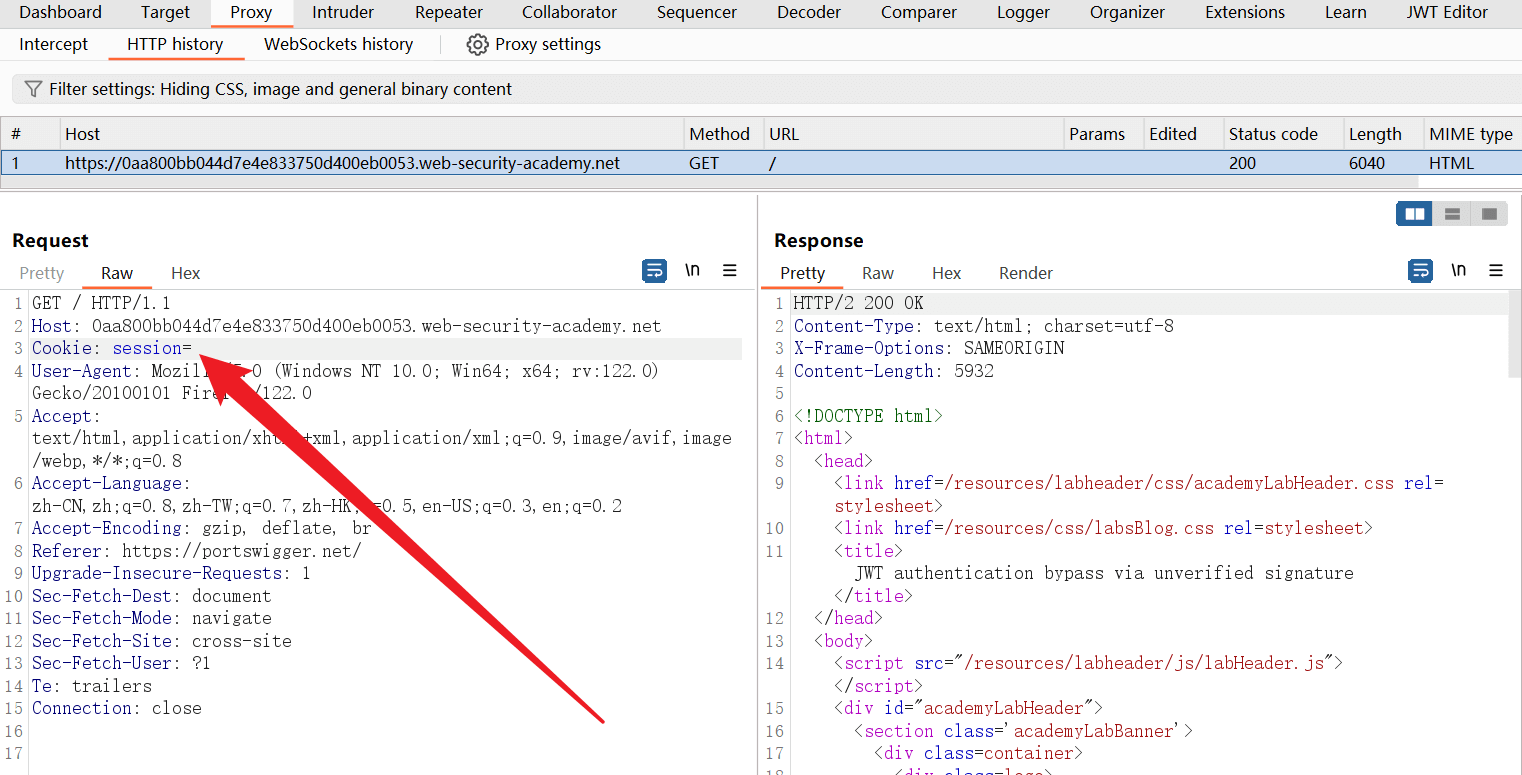 Dashboard Target Proxy Intruder Repeater Collaborator Sequencer Decoder Comparer Logger Organizer Extensions Learn JWT Editor
Intercept HTTP history WebSockets history Proxy settings
Filter settings: Hiding CSS, image and general binary content
# Host Method URL Params Edited Status code Length MIME type
1 https://0aa800bb044d7e4e833750d400eb0053.web-security-academy.net GET / 200 6040 HTML
Request
Pretty Raw Hex \n
1 GET / HTTP/1.1
2 Host: 0aa800bb044d7e4e833750d400eb0053.web-security-academy.net
3 Cookie: session=
4 User-Agent: (Windows NT 10.0; Win64; x64; rv:122.0)
Gecko/20100101
5 Accept:
text/html,application/ ,application/xml;q=0.9,image/avif,image
/webp,*/*;q=0.8
6 Accept-Language:
zh-CN,zh;q=0.8,zh-TW;q=0.7,zh-HK; =0.5,en-US;q=0.3,en;q=0.2
7 Accept-Encoding: gzip, deflate, br
8 Referer: https://portswigger.net/
9 Upgrade-Insecure-Requests: 1
10 Sec-Fetch-Dest: document
11 Sec-Fetch-Mode: navigate
12 Sec-Fetch-Site: cross-site
13 Sec-Fetch-User: ?1
14 Te: trailers
15 Connection: close
16
17
Response
Pretty Raw Hex Render \n
1 HTTP/2 200 OK
2 Content-Type: text/html; charset=utf-8
3 X-Frame-Options: SAMEORIGIN
4 Content-Length: 5932
5
6 <!DOCTYPE html>
7 <html>
8 <head>
9 <link href=/resources/labheader/css/academyLabHeader.css rel=
stylesheet>
10 <link href=/resources/css/labsBlog.css rel=stylesheet>
11 <title>
JWT authentication bypass via unverified signature
</title>
12 </head>
13 <body>
14 <script src="/resources/labheader/js/labHeader.js">
</script>
15 <div id="academyLabHeader">
16 <section class='academyLabBanner'>
17 <div class=container>
18 <div class=logo>